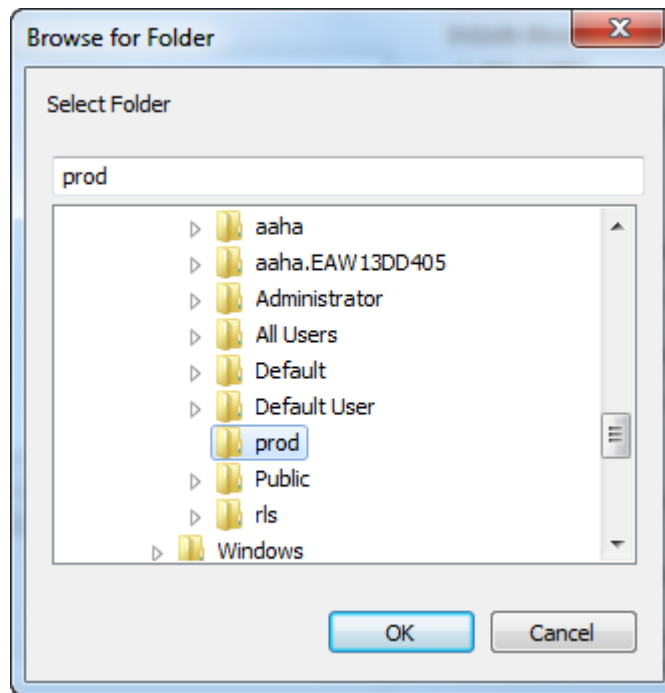 Browse for Folder
Select Folder
prod
aaha
aaha.EAW13DD405
Administrator
All Users
Default
Default User
prod
Public
rls
Windows
OK
Cancel